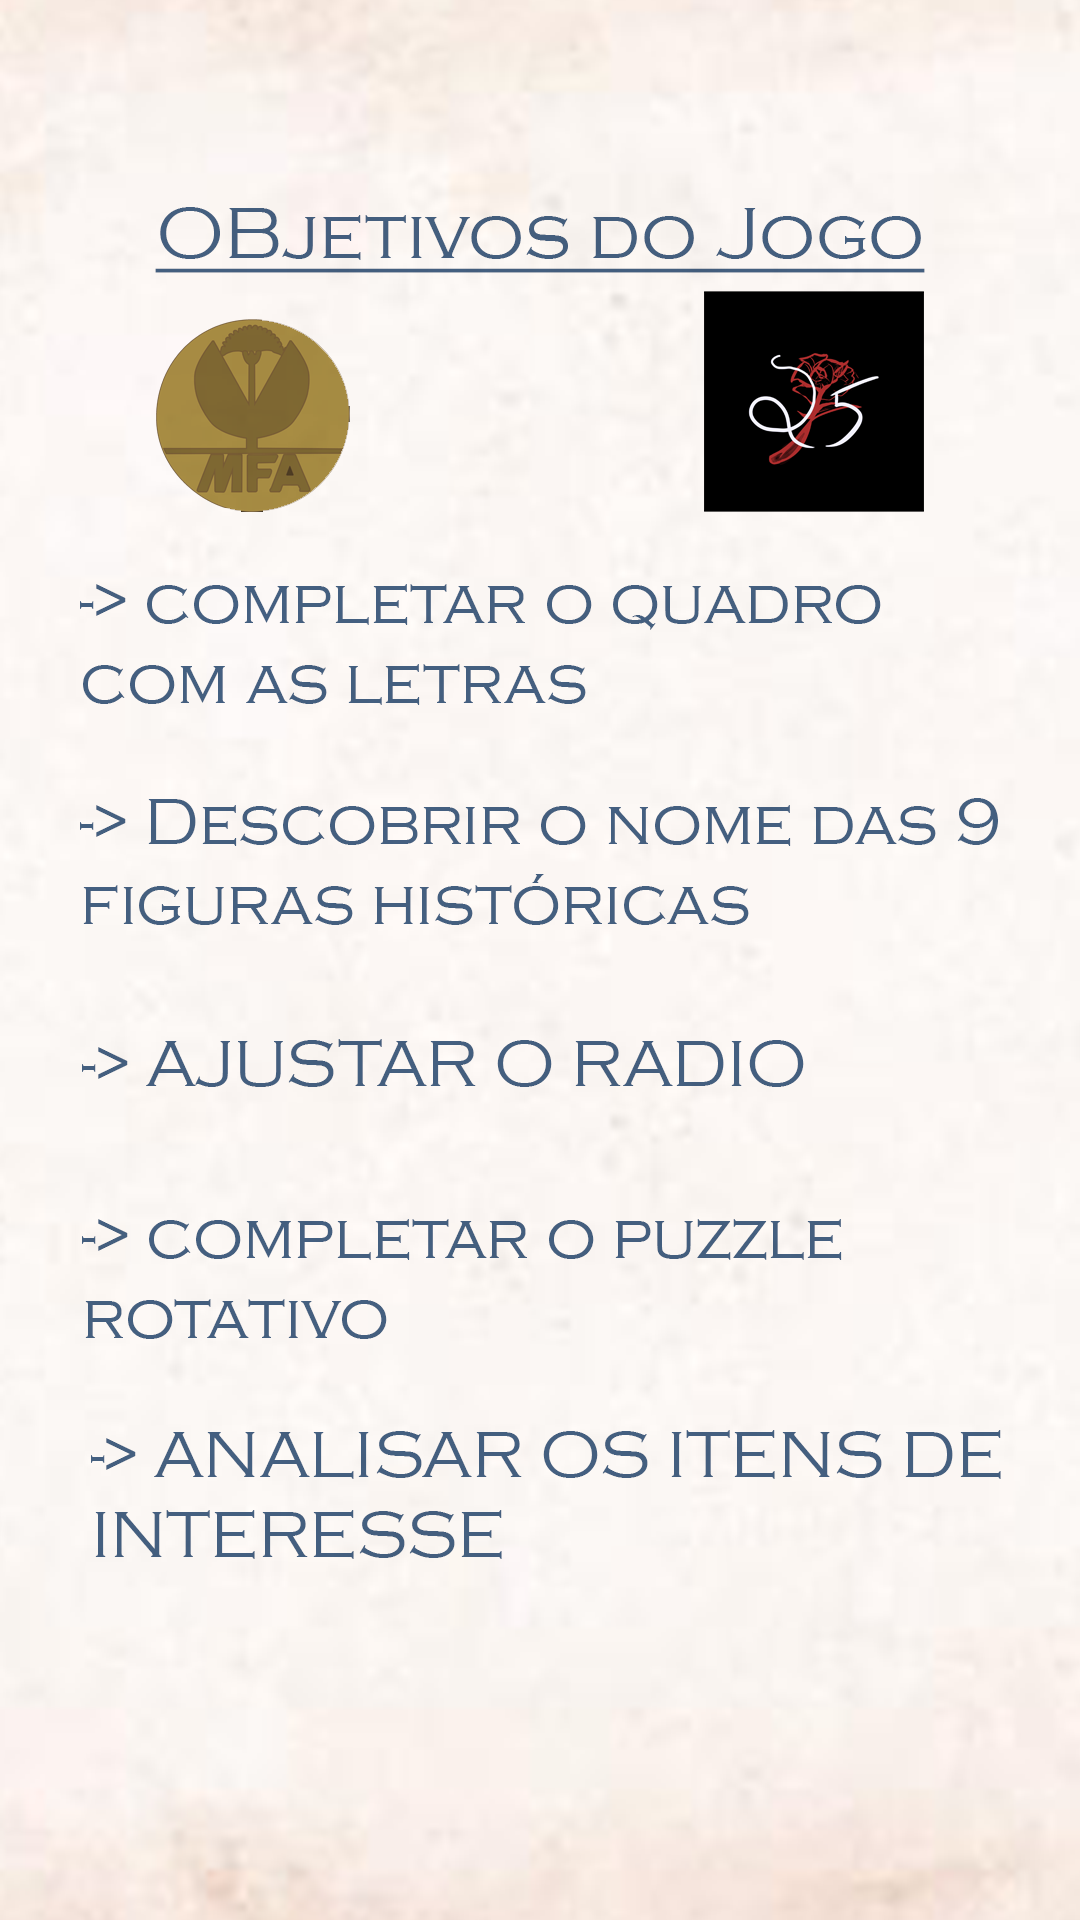 OBJETIVOS DO JOGO
MFA
25
-> COMPLETAR O QUADRO
COM AS LETRAS
-> DESCOBRIR O NOME DAS 9
FIGURAS HISTÓRICAS
-> AJUSTAR O RADIO
-> COMPLETAR O PUZZLE
ROTATIVO
-> ANALISAR OS ITENS DE
INTERESSE